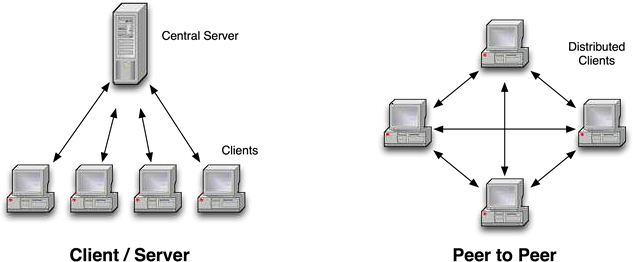 Central Server
Clients
Client / Server
Distributed
Clients
Peer to Peer